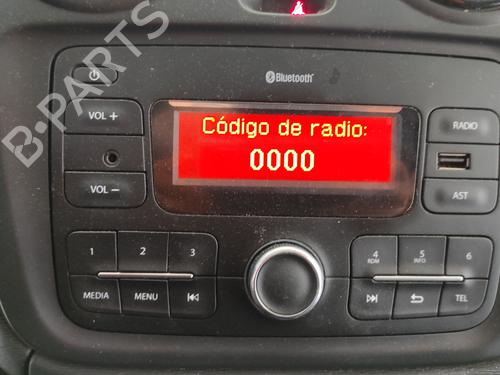 B-PARTS
Bluetooth
VOL +
Código de radio:
0000
RADIO
VOL −
AST
1 2 3
4 RDM 5 INFO 6
MEDIA MENU
TEL